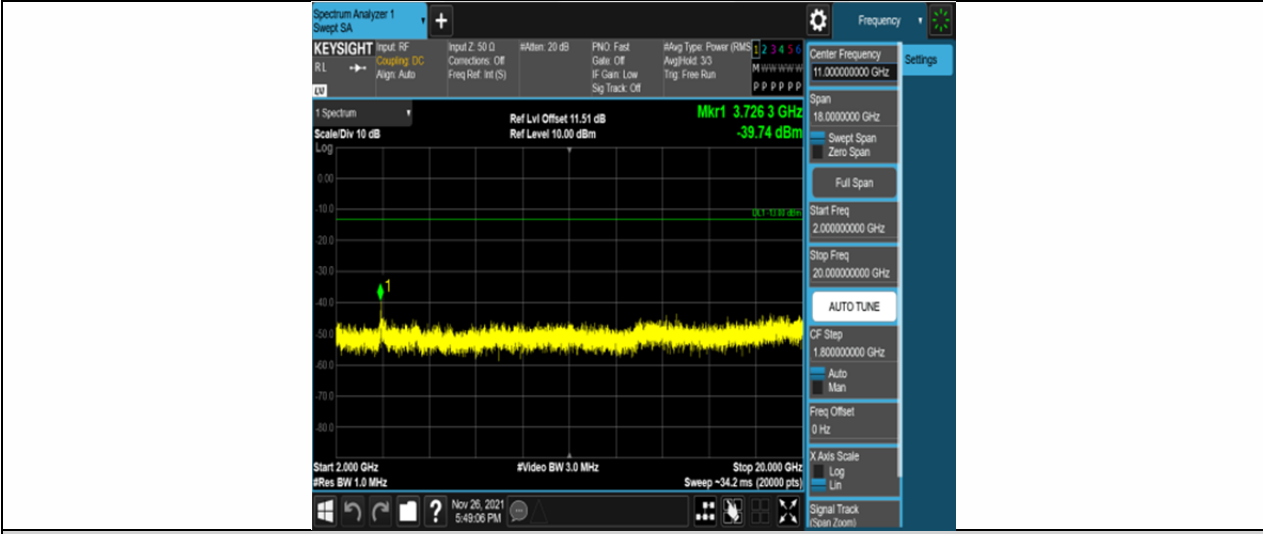 Spectrum Analyzer 1
Swept SA
+
Frequency
KEYSIGHT
RL
LV
Input: RF
Coupling: DC
Align: Auto
Input Z: 50 Ω
Corrections: Off
Freq Ref: Int (S)
#Atten: 20 dB
PNO: Fast
Gate: Off
IF Gain: Low
Sig Track: Off
#Avg Type: Power (RMS
Avg|Hold: 3/3
Trig: Free Run
1 2 3 4 5 6
M W W W W W
P P P P P P
1 Spectrum
Scale/Div 10 dB
Ref Lvl Offset 11.51 dB
Ref Level 10.00 dBm
Mkr1 3.726 3 GHz
-39.74 dBm
Log
0.00
-10.0
-20.0
-30.0
-40.0
-50.0
-60.0
-70.0
-80.0
DL1 -13.00 dBm
1
Start 2.000 GHz
#Res BW 1.0 MHz
#Video BW 3.0 MHz
Stop 20.000 GHz
Sweep ~34.2 ms (20000 pts)
Center Frequency
11.000000000 GHz
Settings
Span
18.0000000 GHz
Swept Span
Zero Span
Full Span
Start Freq
2.000000000 GHz
Stop Freq
20.000000000 GHz
AUTO TUNE
CF Step
1.800000000 GHz
Auto
Man
Freq Offset
0 Hz
X Axis Scale
Log
Lin
Signal Track
(Span Zoom)
?
Nov 26, 2021
5:49:06 PM